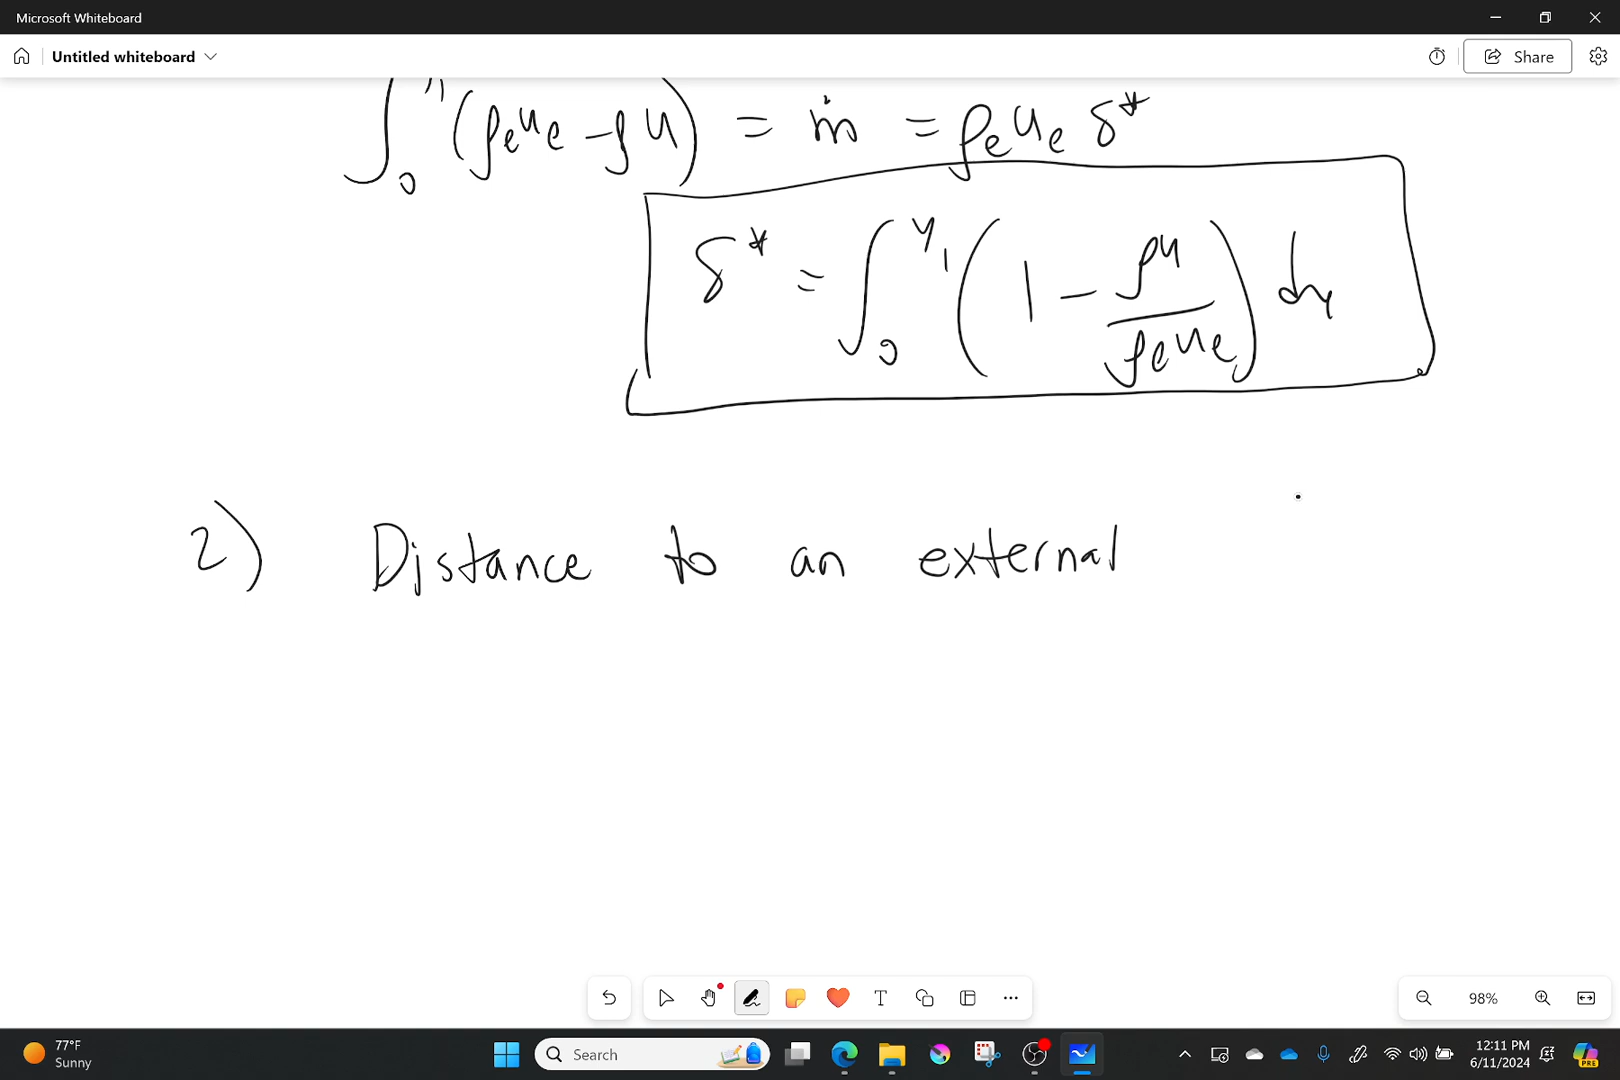 Microsoft Whiteboard
Untitled whiteboard
Share
∫₀^y₁ (ρₑuₑ - ρu) = ṁ = ρₑuₑ δ*
δ* = ∫₀^y₁ (1 - ρu / ρₑuₑ) dy
2) Distance to an external
98%
77°F
Sunny
Search
12:11 PM
6/11/2024
PRE